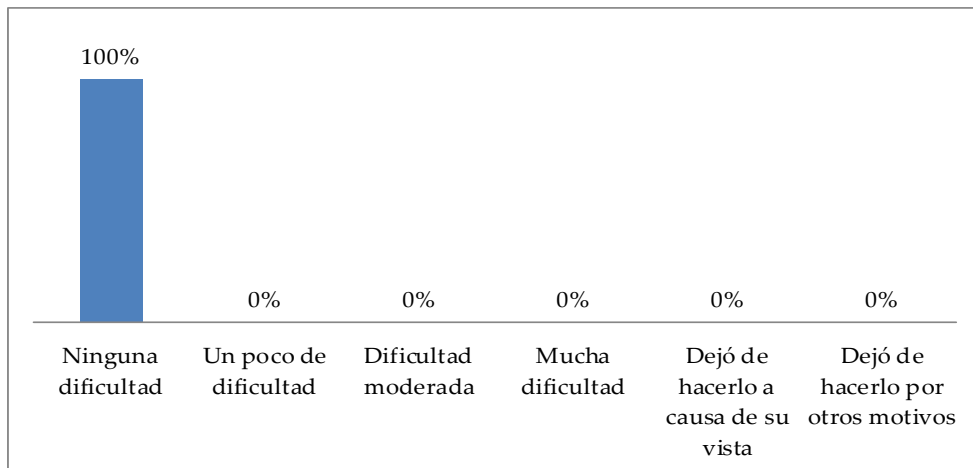 100%
0%
0%
0%
0%
0%
Ninguna
dificultad
Un poco de
dificultad
Dificultad
moderada
Mucha
dificultad
Dejó de
hacerlo a
causa de su
vista
Dejó de
hacerlo por
otros motivos